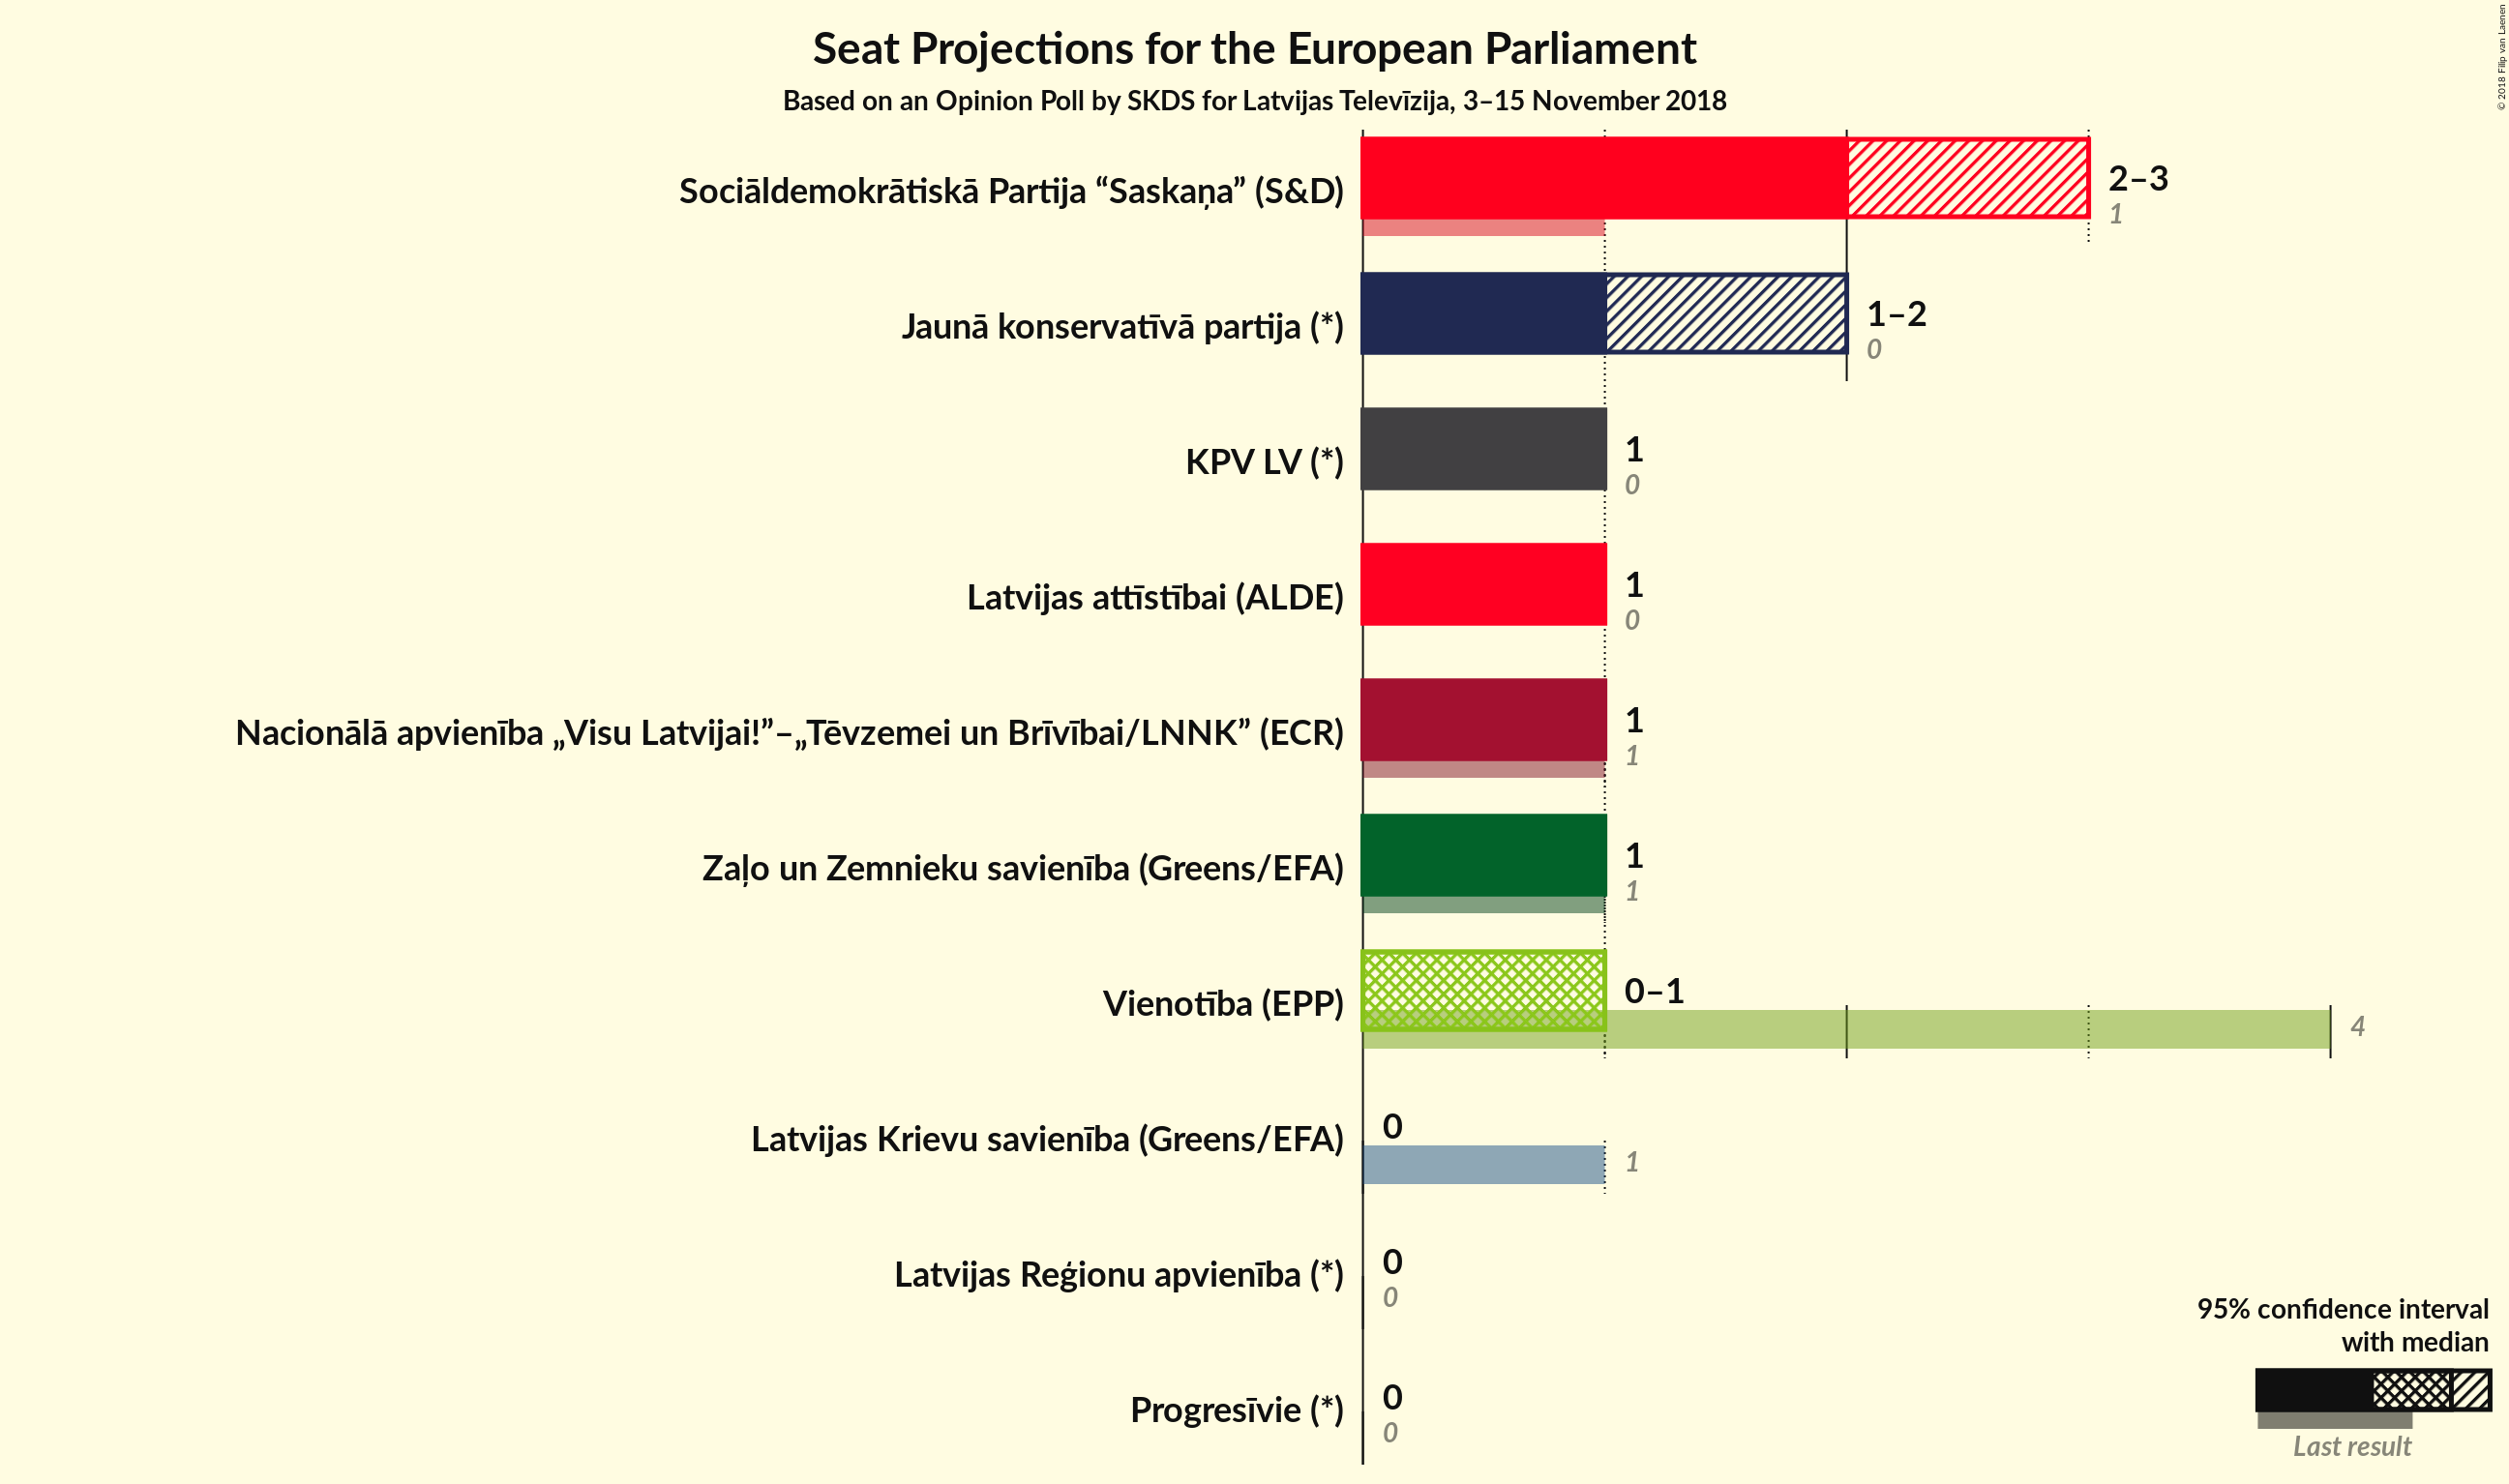 Seat Projections for the European Parliament
Based on an Opinion Poll by SKDS for Latvijas Televīzija, 3–15 November 2018
© 2018 Filip van Laenen
Sociāldemokrātiskā Partija “Saskaņa” (S&D)
2–3
1
Jaunā konservatīvā partija (*)
1–2
0
KPV LV (*)
1
0
Latvijas attīstībai (ALDE)
1
0
Nacionālā apvienība „Visu Latvijai!”–„Tēvzemei un Brīvībai/LNNK” (ECR)
1
1
Zaļo un Zemnieku savienība (Greens/EFA)
1
1
Vienotība (EPP)
0–1
4
Latvijas Krievu savienība (Greens/EFA)
0
1
Latvijas Reģionu apvienība (*)
0
0
Progresīvie (*)
0
0
95% confidence interval
with median
Last result